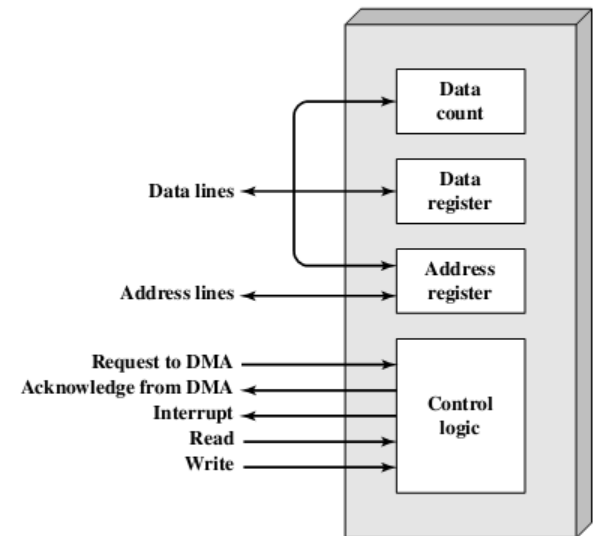 Data
count
Data lines
Data
register
Address
register
Address lines
Request to DMA
Acknowledge from DMA
Interrupt
Read
Write
Control
logic